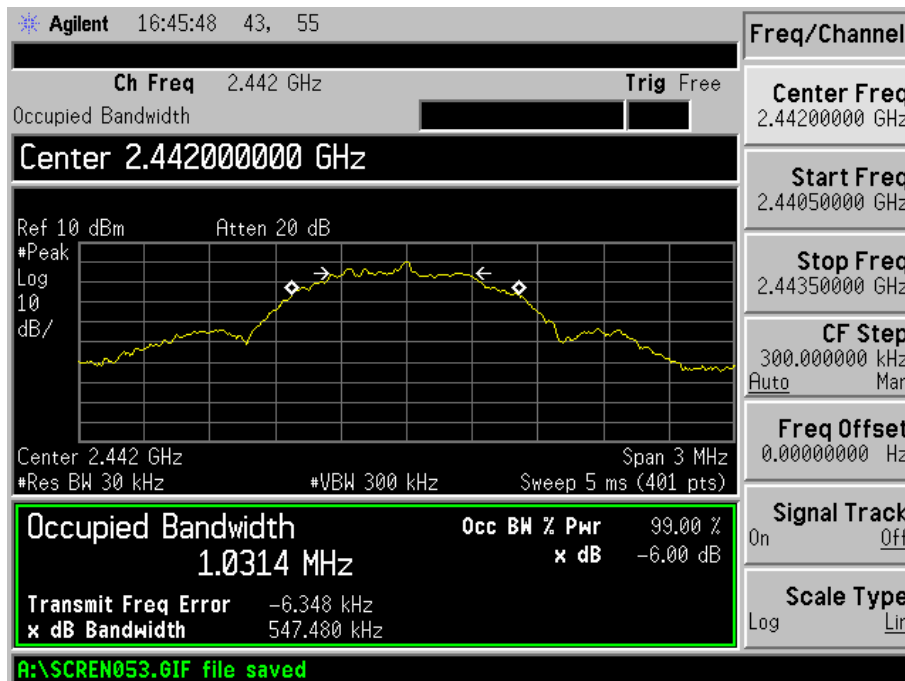 Agilent 16:45:48 43, 55
Freq/Channel
Ch Freq 2.442 GHz Trig Free
Occupied Bandwidth
Center 2.442000000 GHz
Ref 10 dBm Atten 20 dB
#Peak
Log
10
dB/
Center 2.442 GHz Span 3 MHz
#Res BW 30 kHz #VBW 300 kHz Sweep 5 ms (401 pts)
Occupied Bandwidth
1.0314 MHz
Occ BW % Pwr 99.00 %
x dB -6.00 dB
Transmit Freq Error -6.348 kHz
x dB Bandwidth 547.480 kHz
A:\SCREN053.GIF file saved
Center Freq
2.44200000 GHz
Start Freq
2.44050000 GHz
Stop Freq
2.44350000 GHz
CF Step
300.000000 kHz
Auto Man
Freq Offset
0.00000000 Hz
Signal Track
On Off
Scale Type
Log Lin